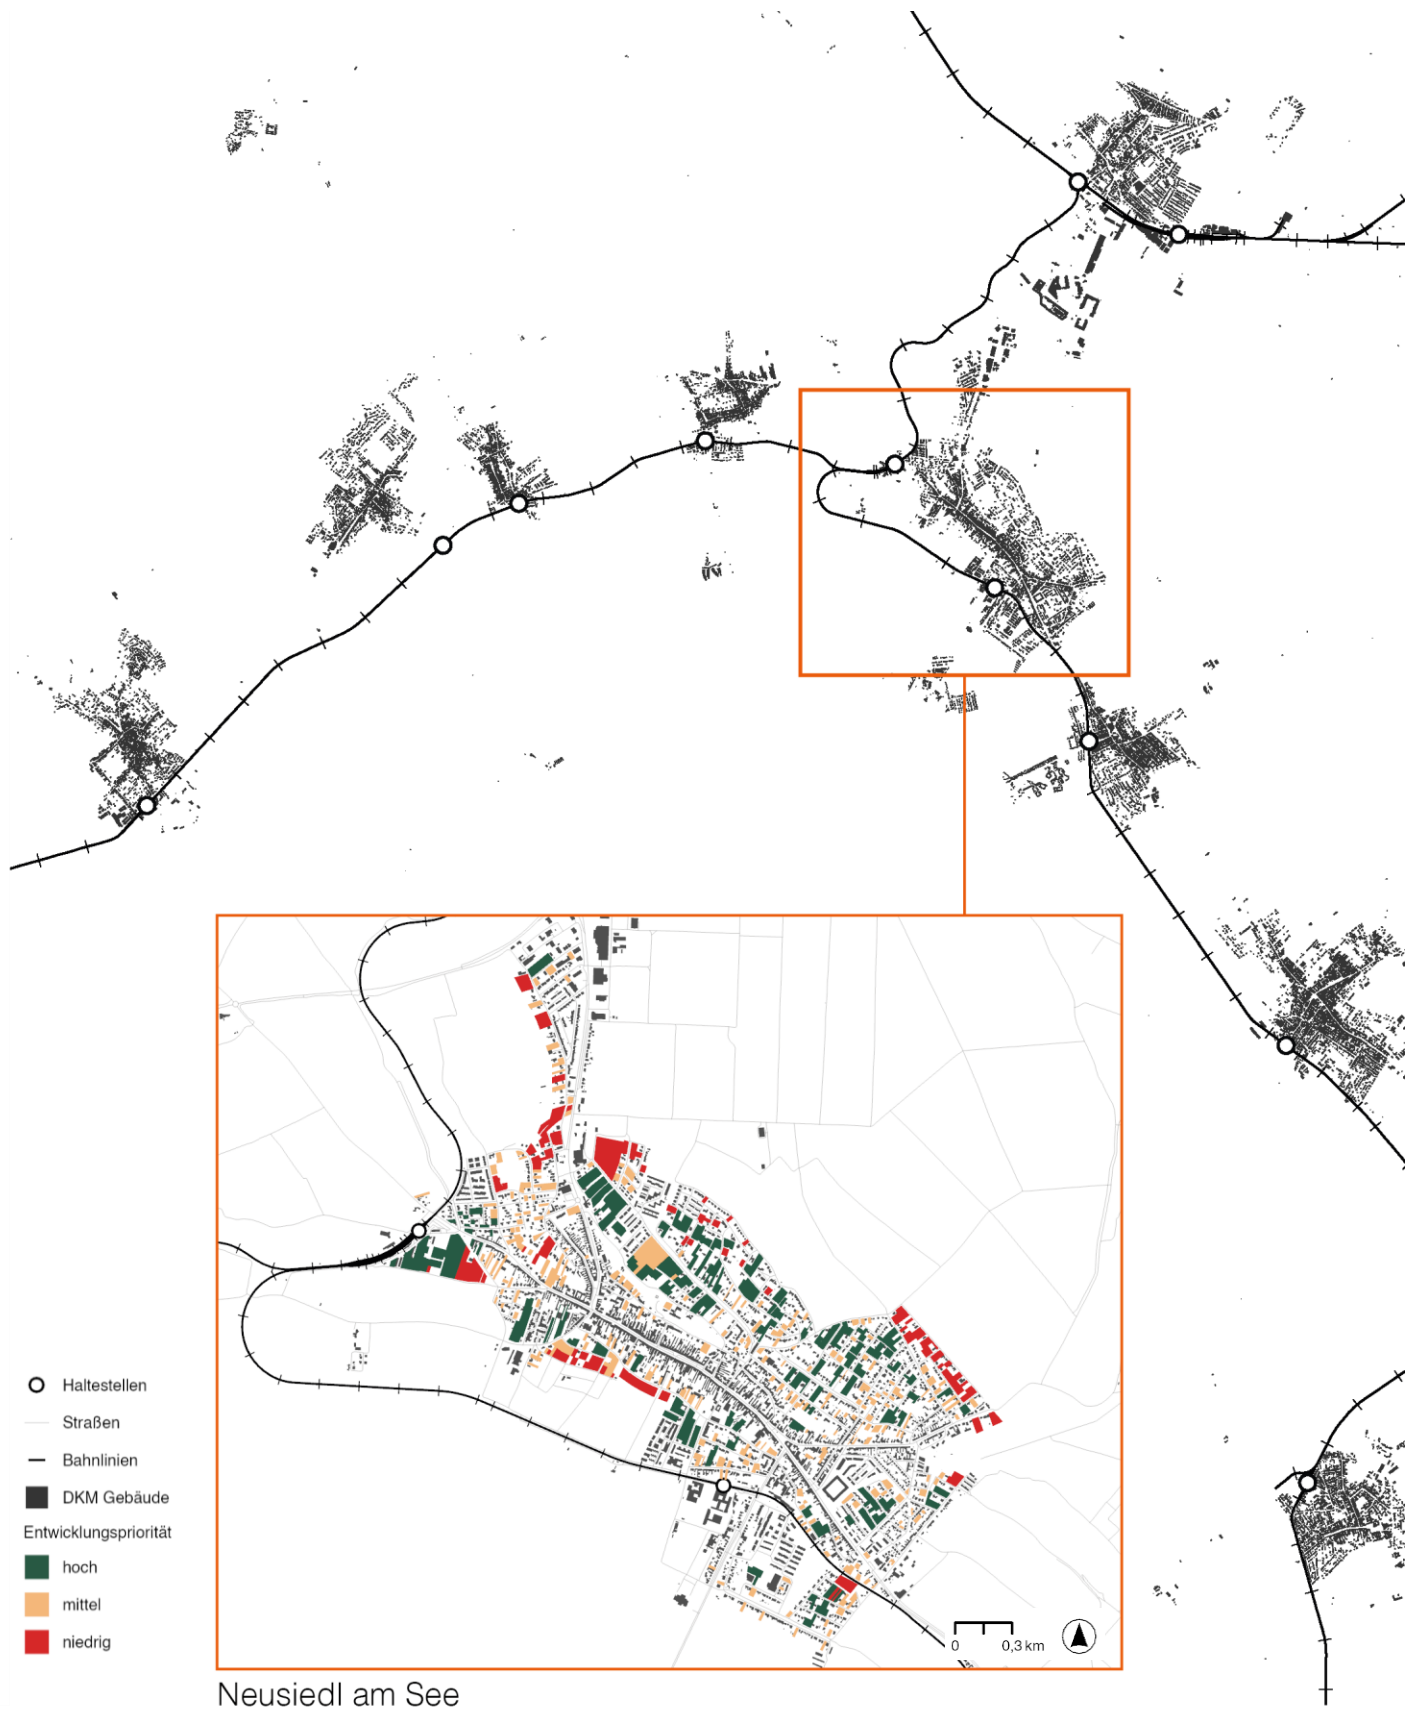 Haltestellen
Straßen
Bahnlinien
DKM Gebäude
Entwicklungspriorität
hoch
mittel
niedrig
0 0,3 km
Neusiedl am See